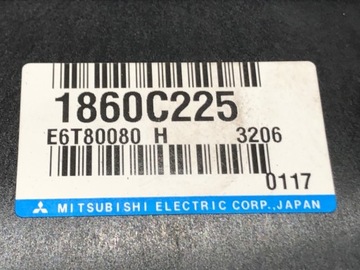 1860C225
E6T80080 H 3206
0117
MITSUBISHI ELECTRIC CORP., JAPAN